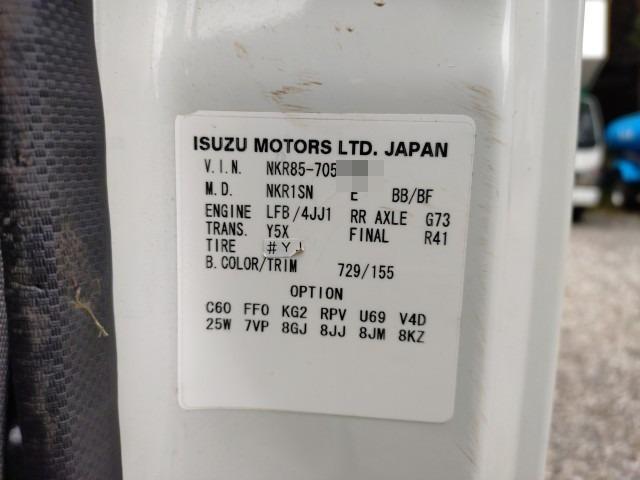 ISUZU MOTORS LTD. JAPAN
V.I.N. NKR85-705
M.D. NKR1SN E BB/BF
ENGINE LFB/4JJ1 RR AXLE G73
TRANS. Y5X FINAL R41
TIRE #YJ
B.COLOR/TRIM 729/155
OPTION
C60 FF0 KG2 RPV U69 V4D
25W 7VP 8GJ 8JJ 8JM 8KZ